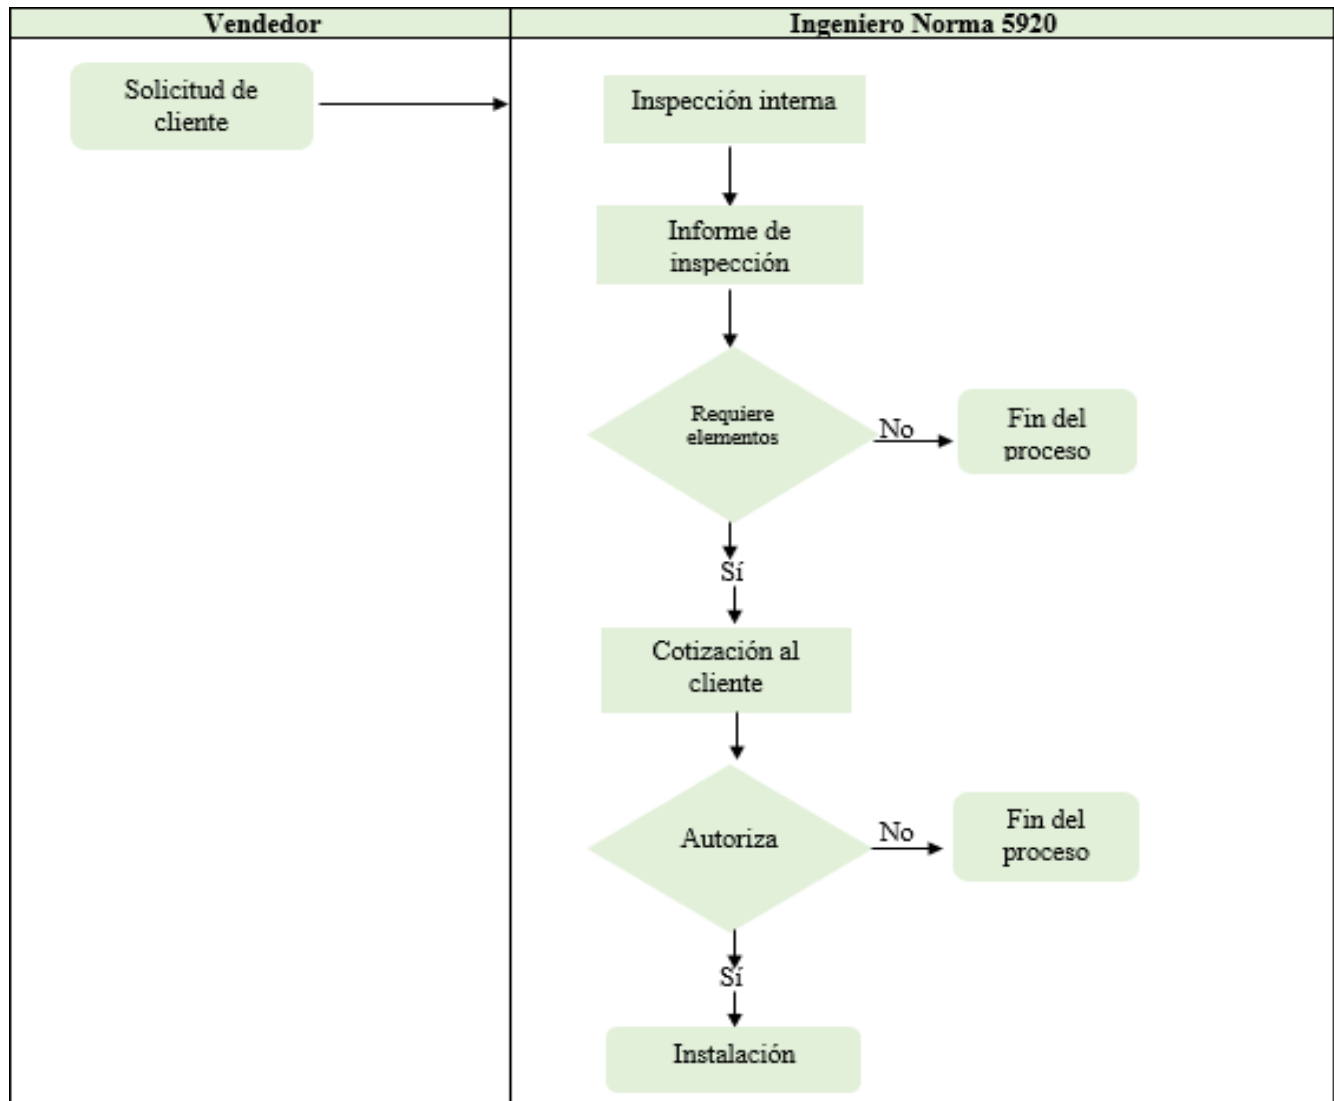 Vendedor
Ingeniero Norma 5920
Solicitud de
cliente
Inspección interna
Informe de
inspección
Requiere
elementos
No
Fin del
proceso
Sí
Cotización al
cliente
Autoriza
No
Fin del
proceso
Sí
Instalación